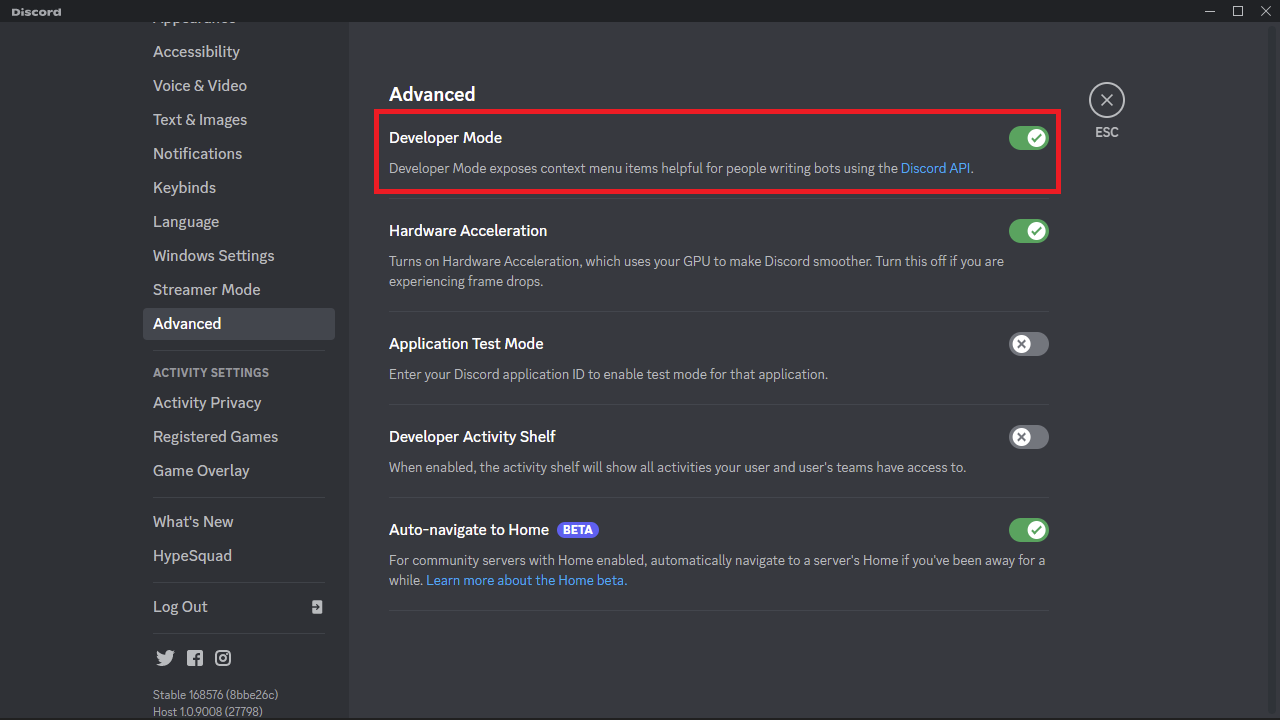 Discord
Appearance
Accessibility
Voice & Video
Text & Images
Notifications
Keybinds
Language
Windows Settings
Streamer Mode
Advanced
ACTIVITY SETTINGS
Activity Privacy
Registered Games
Game Overlay
What's New
HypeSquad
Log Out
Stable 168576 (8bbe26c)
Host 1.0.9008 (27798)
Advanced
Developer Mode
Developer Mode exposes context menu items helpful for people writing bots using the Discord API.
Hardware Acceleration
Turns on Hardware Acceleration, which uses your GPU to make Discord smoother. Turn this off if you are
experiencing frame drops.
Application Test Mode
Enter your Discord application ID to enable test mode for that application.
Developer Activity Shelf
When enabled, the activity shelf will show all activities your user and user's teams have access to.
Auto-navigate to Home BETA
For community servers with Home enabled, automatically navigate to a server's Home if you've been away for a
while. Learn more about the Home beta.
ESC